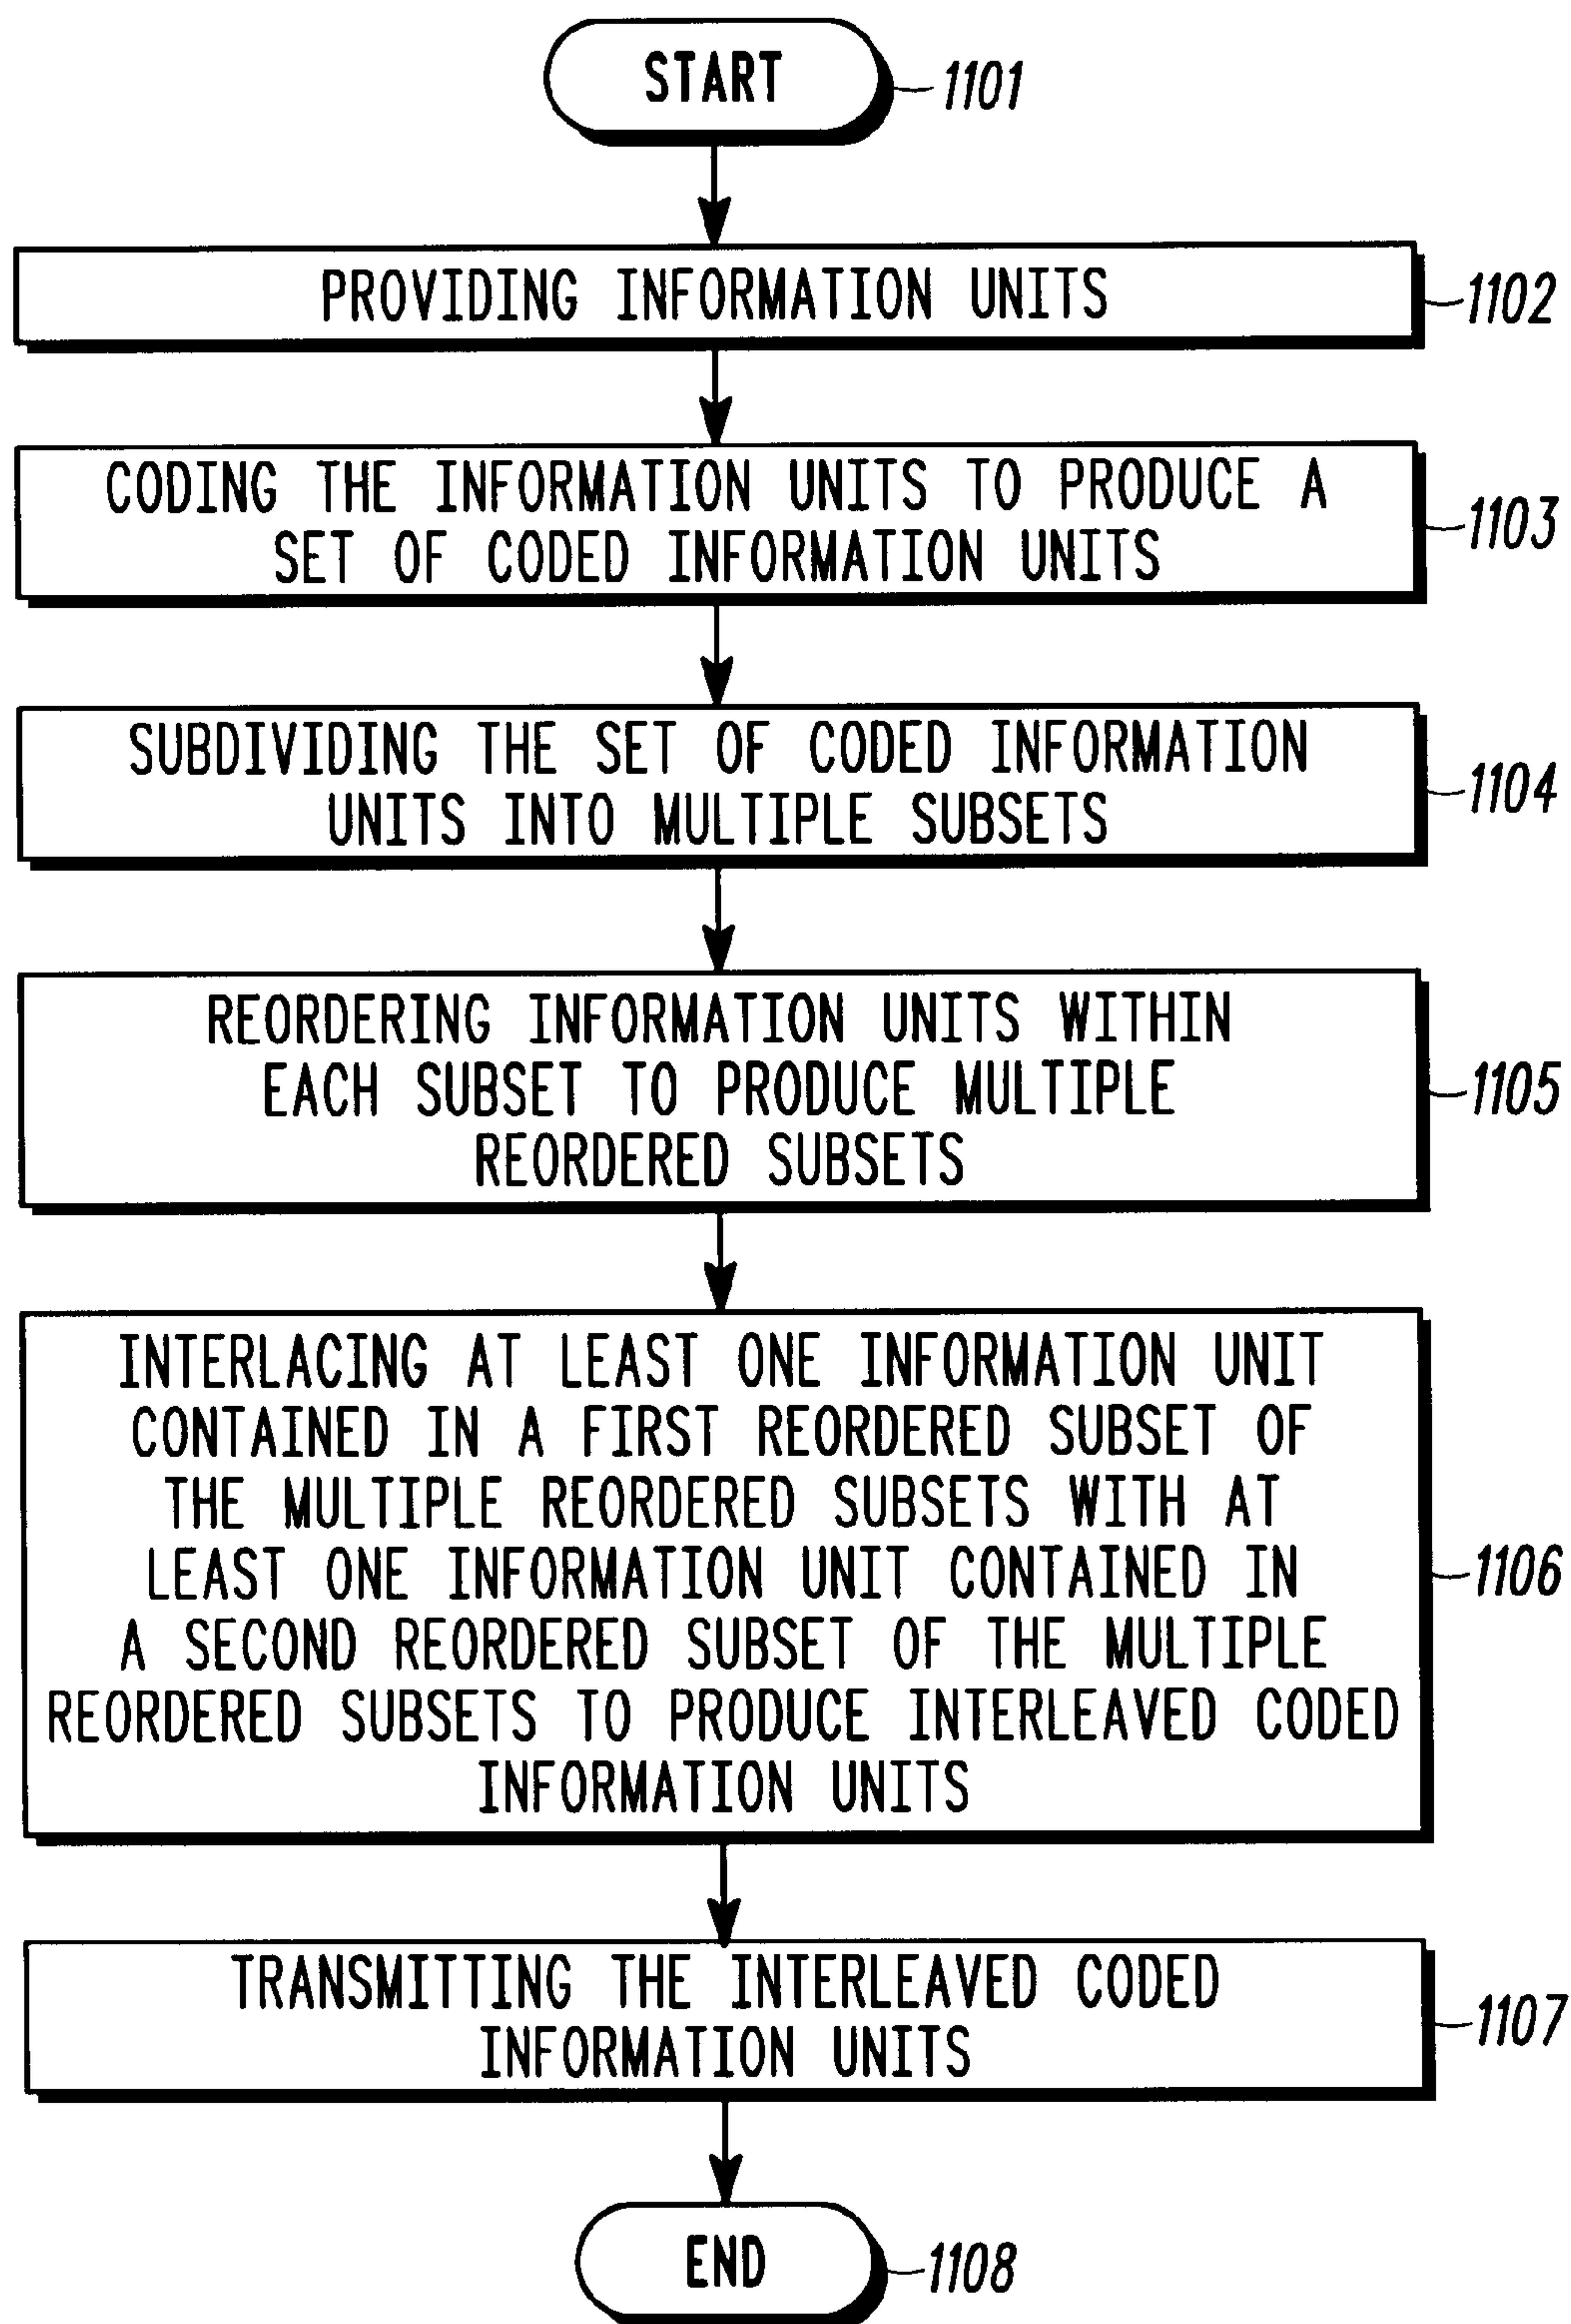 START
1101
PROVIDING INFORMATION UNITS
1102
CODING THE INFORMATION UNITS TO PRODUCE A
SET OF CODED INFORMATION UNITS
1103
SUBDIVIDING THE SET OF CODED INFORMATION
UNITS INTO MULTIPLE SUBSETS
1104
REORDERING INFORMATION UNITS WITHIN
EACH SUBSET TO PRODUCE MULTIPLE
REORDERED SUBSETS
1105
INTERLACING AT LEAST ONE INFORMATION UNIT
CONTAINED IN A FIRST REORDERED SUBSET OF
THE MULTIPLE REORDERED SUBSETS WITH AT
LEAST ONE INFORMATION UNIT CONTAINED IN
A SECOND REORDERED SUBSET OF THE MULTIPLE
REORDERED SUBSETS TO PRODUCE INTERLEAVED CODED
INFORMATION UNITS
1106
TRANSMITTING THE INTERLEAVED CODED
INFORMATION UNITS
1107
END
1108